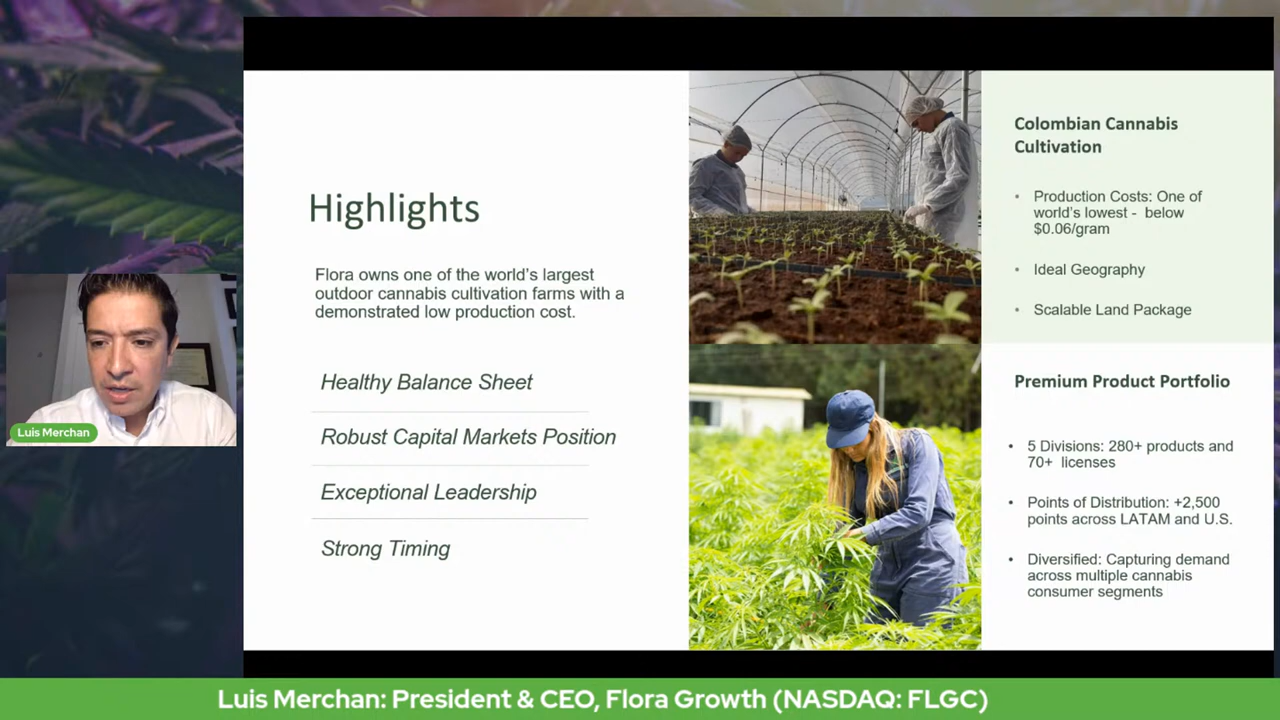 Highlights
Flora owns one of the world's largest
outdoor cannabis cultivation farms with a
demonstrated low production cost.
Healthy Balance Sheet
Robust Capital Markets Position
Exceptional Leadership
Strong Timing
Colombian Cannabis
Cultivation
• Production Costs: One of
world's lowest - below
$0.06/gram
• Ideal Geography
• Scalable Land Package
Premium Product Portfolio
• 5 Divisions: 280+ products and
70+ licenses
• Points of Distribution: +2,500
points across LATAM and U.S.
• Diversified: Capturing demand
across multiple cannabis
consumer segments
Luis Merchan
Luis Merchan: President & CEO, Flora Growth (NASDAQ: FLGC)